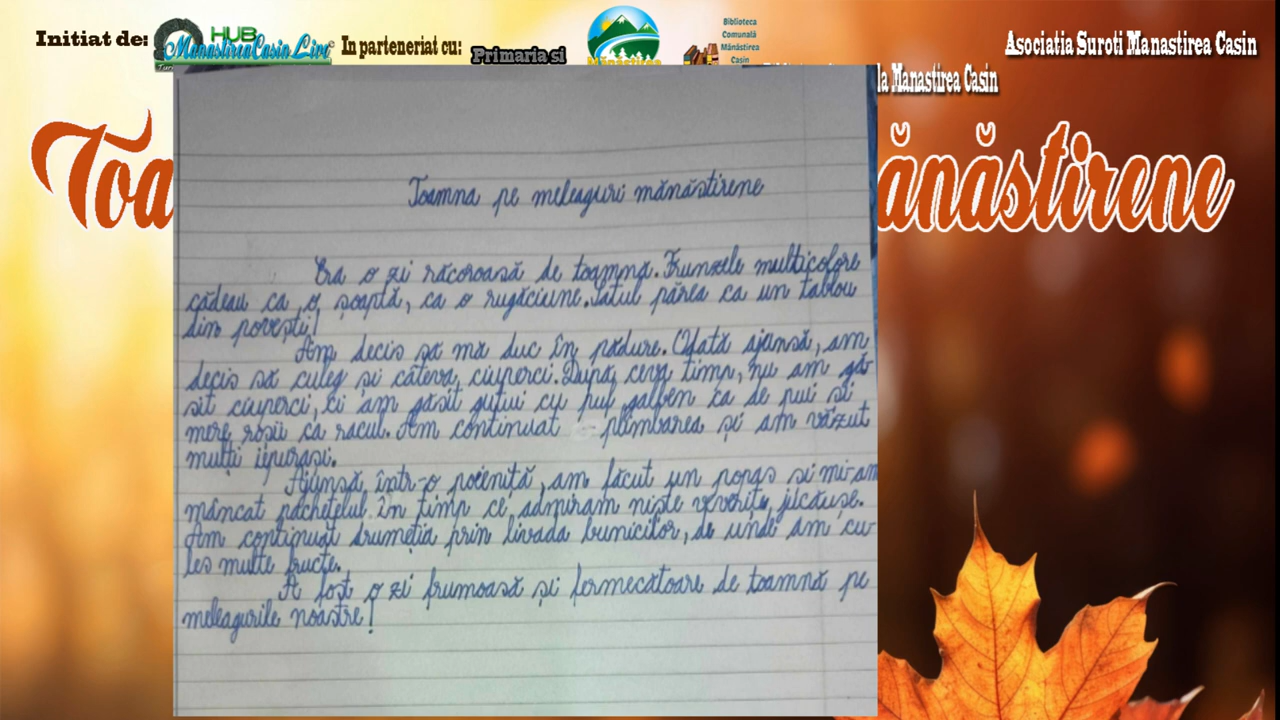 Initiat de:
HUB
ManastireaCasin Live
In parteneriat cu:
Primaria si
Biblioteca
Comunală
Mănăstirea
Casin
Asociatia Suroti Manastirea Casin
la Manastirea Casin
Toa
ănăstirene
Toamna pe meleaguri mănăstirene
Era o zi răcoroasă de toamnă. Frunzele multicolore
cădeau ca o șoaptă, ca o rugăciune. Satul părea ca un tablou
din povești!
Am decis să mă duc în pădure. Odată ajunsă, am
decis să culeg și câteva ciuperci. După ceva timp, nu am gă-
sit ciuperci, ci am găsit gutui cu puf galben ca de pui si
mere roșii ca racul. Am continuat plimbarea și am văzut
mulți iepurași.
Ajunsă într-o poieniță, am făcut un popas si mi-am
mâncat pachețelul în timp ce admiram niște veverițe jucăușe.
Am continuat drumeția prin livada bunicilor, de unde am cu-
les multe fructe.
A fost o zi frumoasă și fermecătoare de toamnă pe
meleagurile noastre!